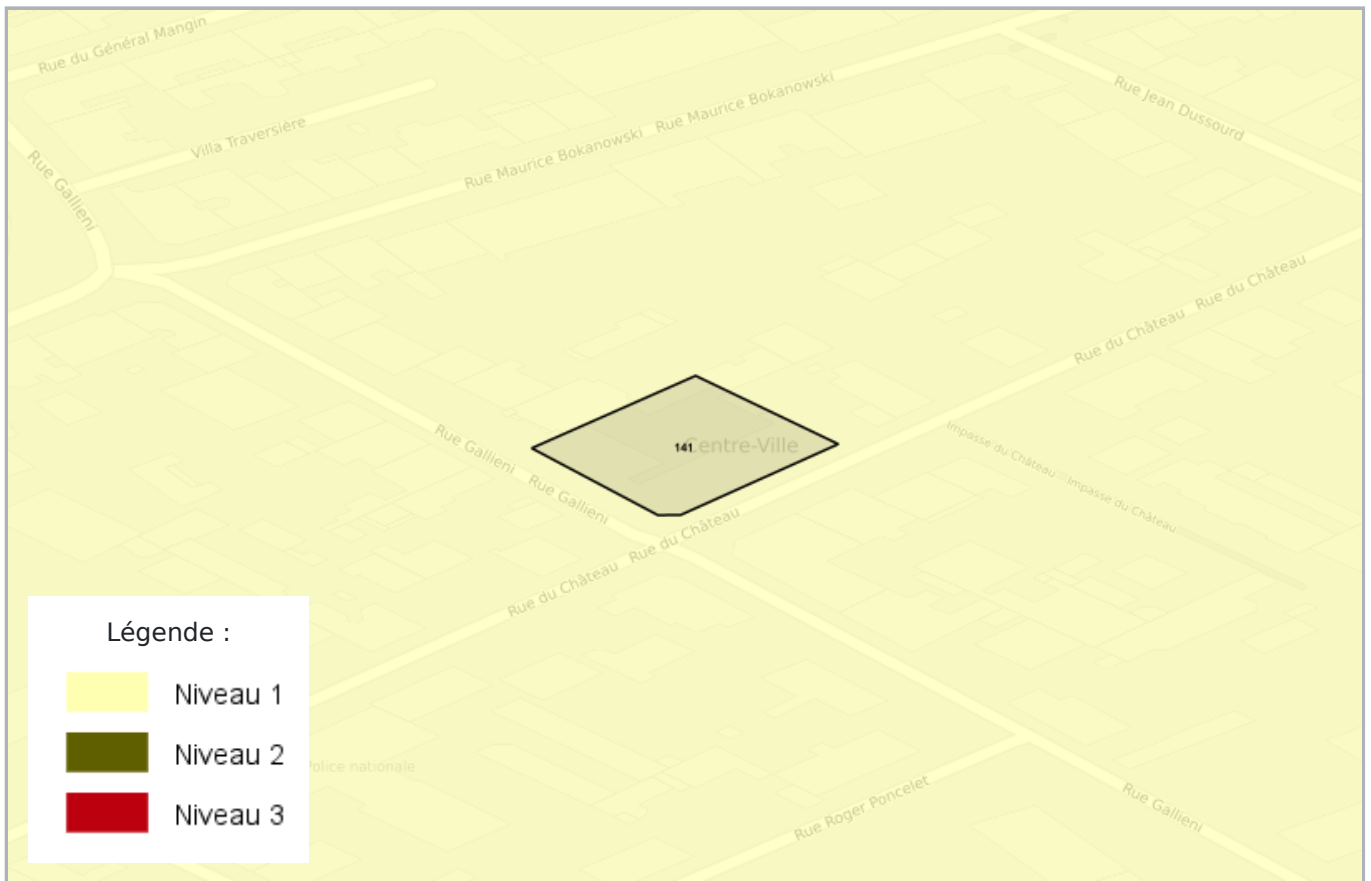 Rue du Général Mangin
Villa Traversière
Rue Maurice Bokanowski
Rue Maurice Bokanowski
Rue Jean Dussourd
Rue Gallieni
Rue du Château
Rue du Château
Rue Gallieni
Rue Gallieni
141
Centre-Ville
Impasse du Château
Impasse du Château
Rue du Château
Rue du Château
Légende :
Niveau 1
Niveau 2
Niveau 3
Police nationale
Rue Roger Poncelet
Rue Gallieni